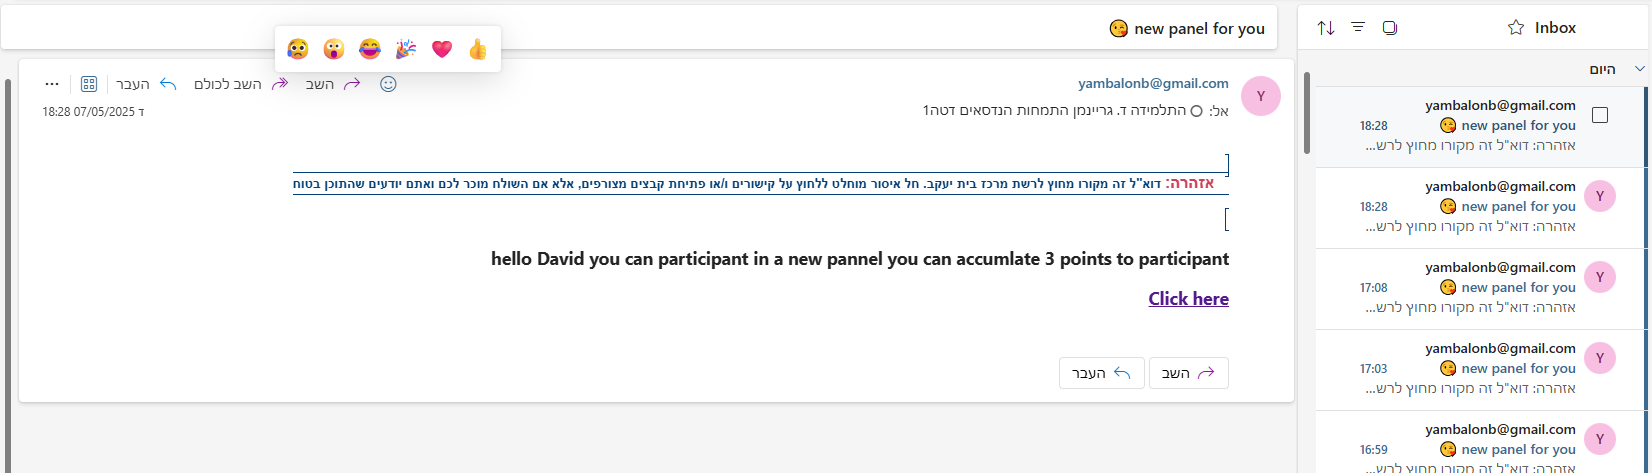 😘 new panel for you
Inbox
היום
yambalonb@gmail.com
😘 new panel for you
18:28
אזהרה: דוא"ל זה מקורו מחוץ לרש...
Y
yambalonb@gmail.com
😘 new panel for you
18:28
אזהרה: דוא"ל זה מקורו מחוץ לרש...
Y
yambalonb@gmail.com
😘 new panel for you
17:08
אזהרה: דוא"ל זה מקורו מחוץ לרש...
Y
yambalonb@gmail.com
😘 new panel for you
17:03
אזהרה: דוא"ל זה מקורו מחוץ לרש...
Y
yambalonb@gmail.com
😘 new panel for you
16:59
אזהרה: דוא"ל זה מקורו מחוץ לרש...
Y
yambalonb@gmail.com
השב
השב לכולם
העבר
אל: התלמידה ד. גריינמן התמחות הנדסאים דטה1
ד 07/05/2025 18:28
אזהרה: דוא"ל זה מקורו מחוץ לרשת מרכז בית יעקב. חל איסור מוחלט ללחוץ על קישורים ו/או פתיחת קבצים מצורפים, אלא אם השולח מוכר לכם ואתם יודעים שהתוכן בטוח
hello David you can participant in a new pannel you can accumlate 3 points to participant
Click here
השב
העבר